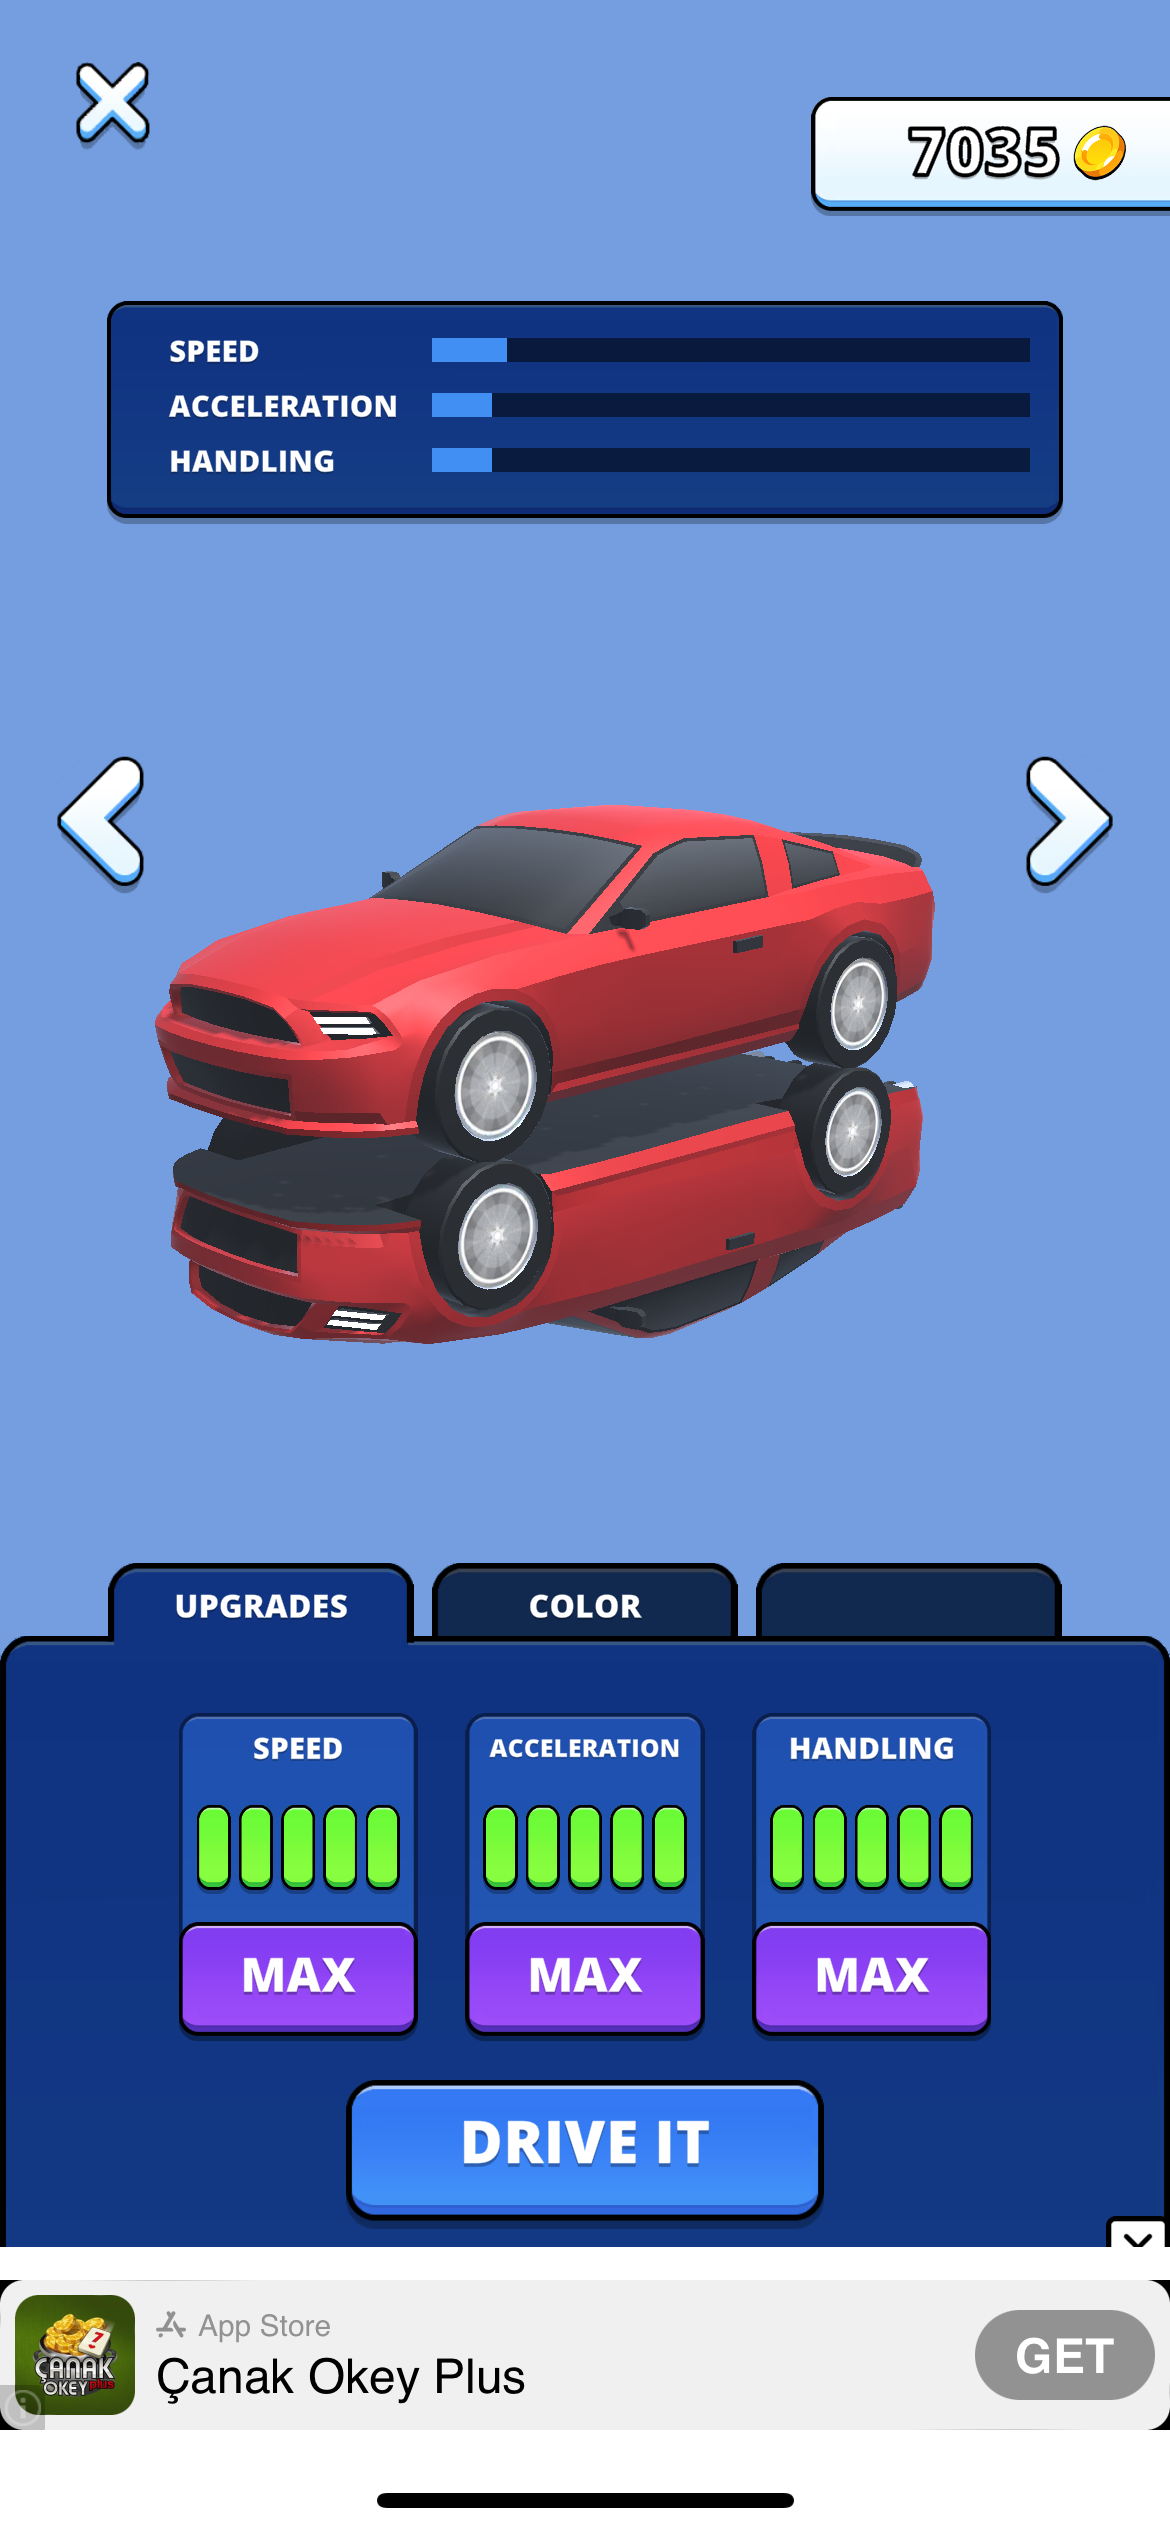 7035
SPEED
ACCELERATION
HANDLING
UPGRADES
COLOR
SPEED
ACCELERATION
HANDLING
MAX
MAX
MAX
DRIVE IT
App Store
Çanak Okey Plus
GET
ÇANAK
OKEY plus